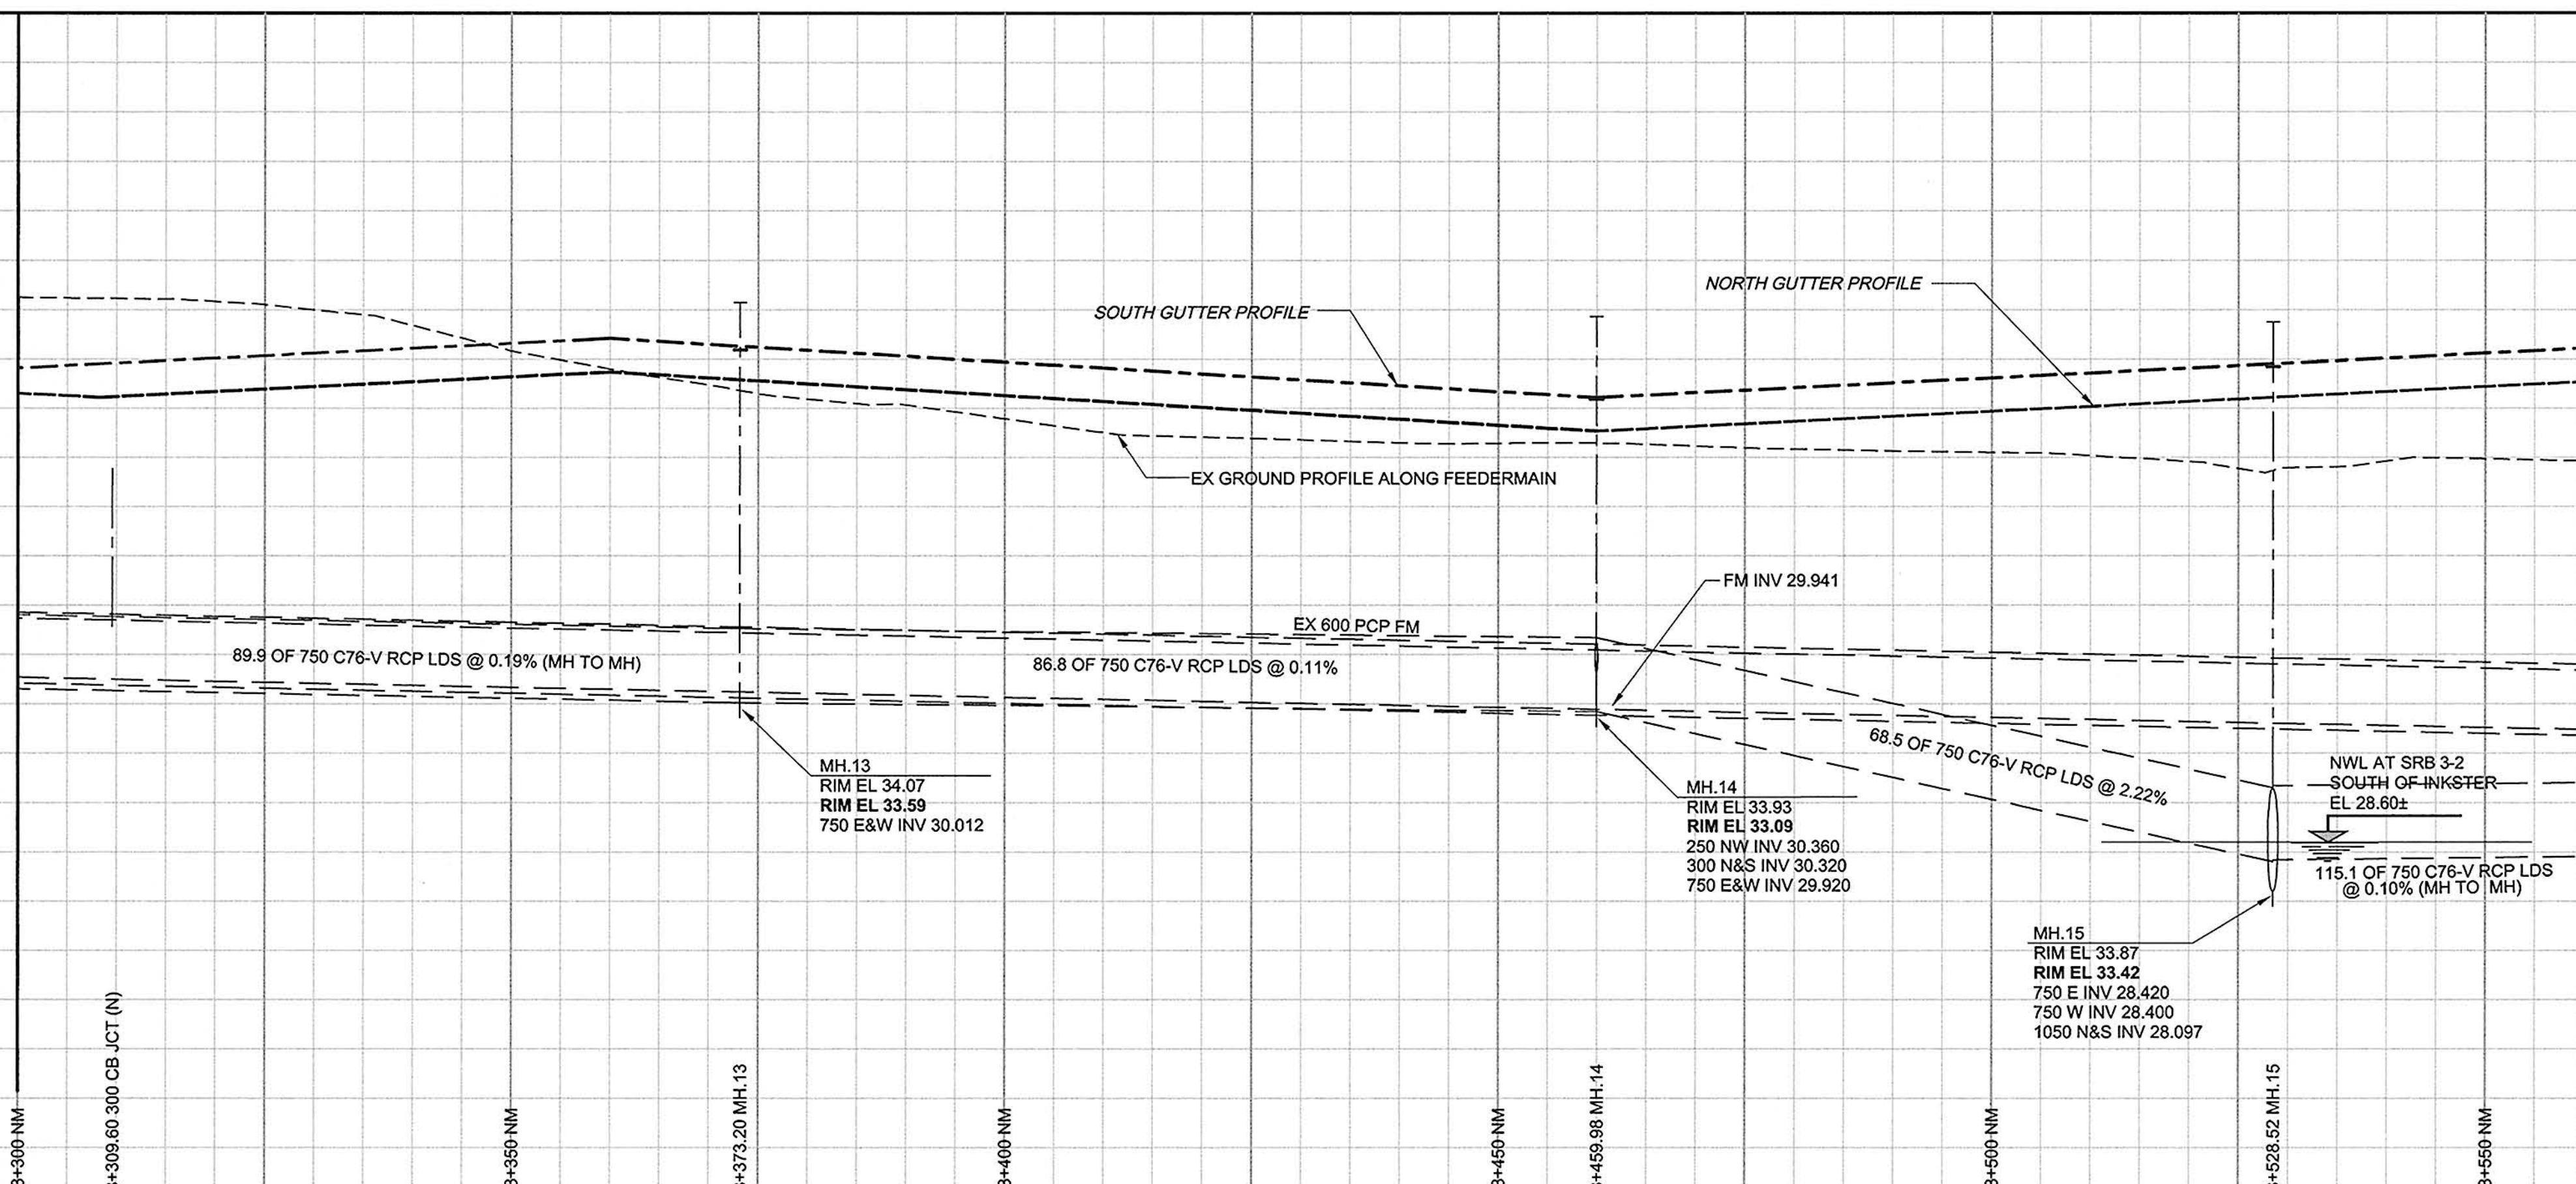 NORTH GUTTER PROFILE
SOUTH GUTTER PROFILE
EX GROUND PROFILE ALONG FEEDERMAIN
FM INV 29.941
EX 600 PCP FM
89.9 OF 750 C76-V RCP LDS @ 0.19% (MH TO MH)
86.8 OF 750 C76-V RCP LDS @ 0.11%
68.5 OF 750 C76-V RCP LDS @ 2.22%
MH.13
RIM EL 34.07
RIM EL 33.59
750 E&W INV 30.012
MH.14
RIM EL 33.93
RIM EL 33.09
250 NW INV 30.360
300 N&S INV 30.320
750 E&W INV 29.920
NWL AT SRB 3-2
SOUTH OF INKSTER
EL 28.60±
115.1 OF 750 C76-V RCP LDS
@ 0.10% (MH TO MH)
MH.15
RIM EL 33.87
RIM EL 33.42
750 E INV 28.420
750 W INV 28.400
1050 N&S INV 28.097
+300 NM
+309.60 300 CB JCT (N)
+350 NM
+373.20 MH.13
+400 NM
+450 NM
+459.98 MH.14
+500 NM
+528.52 MH.15
+550 NM